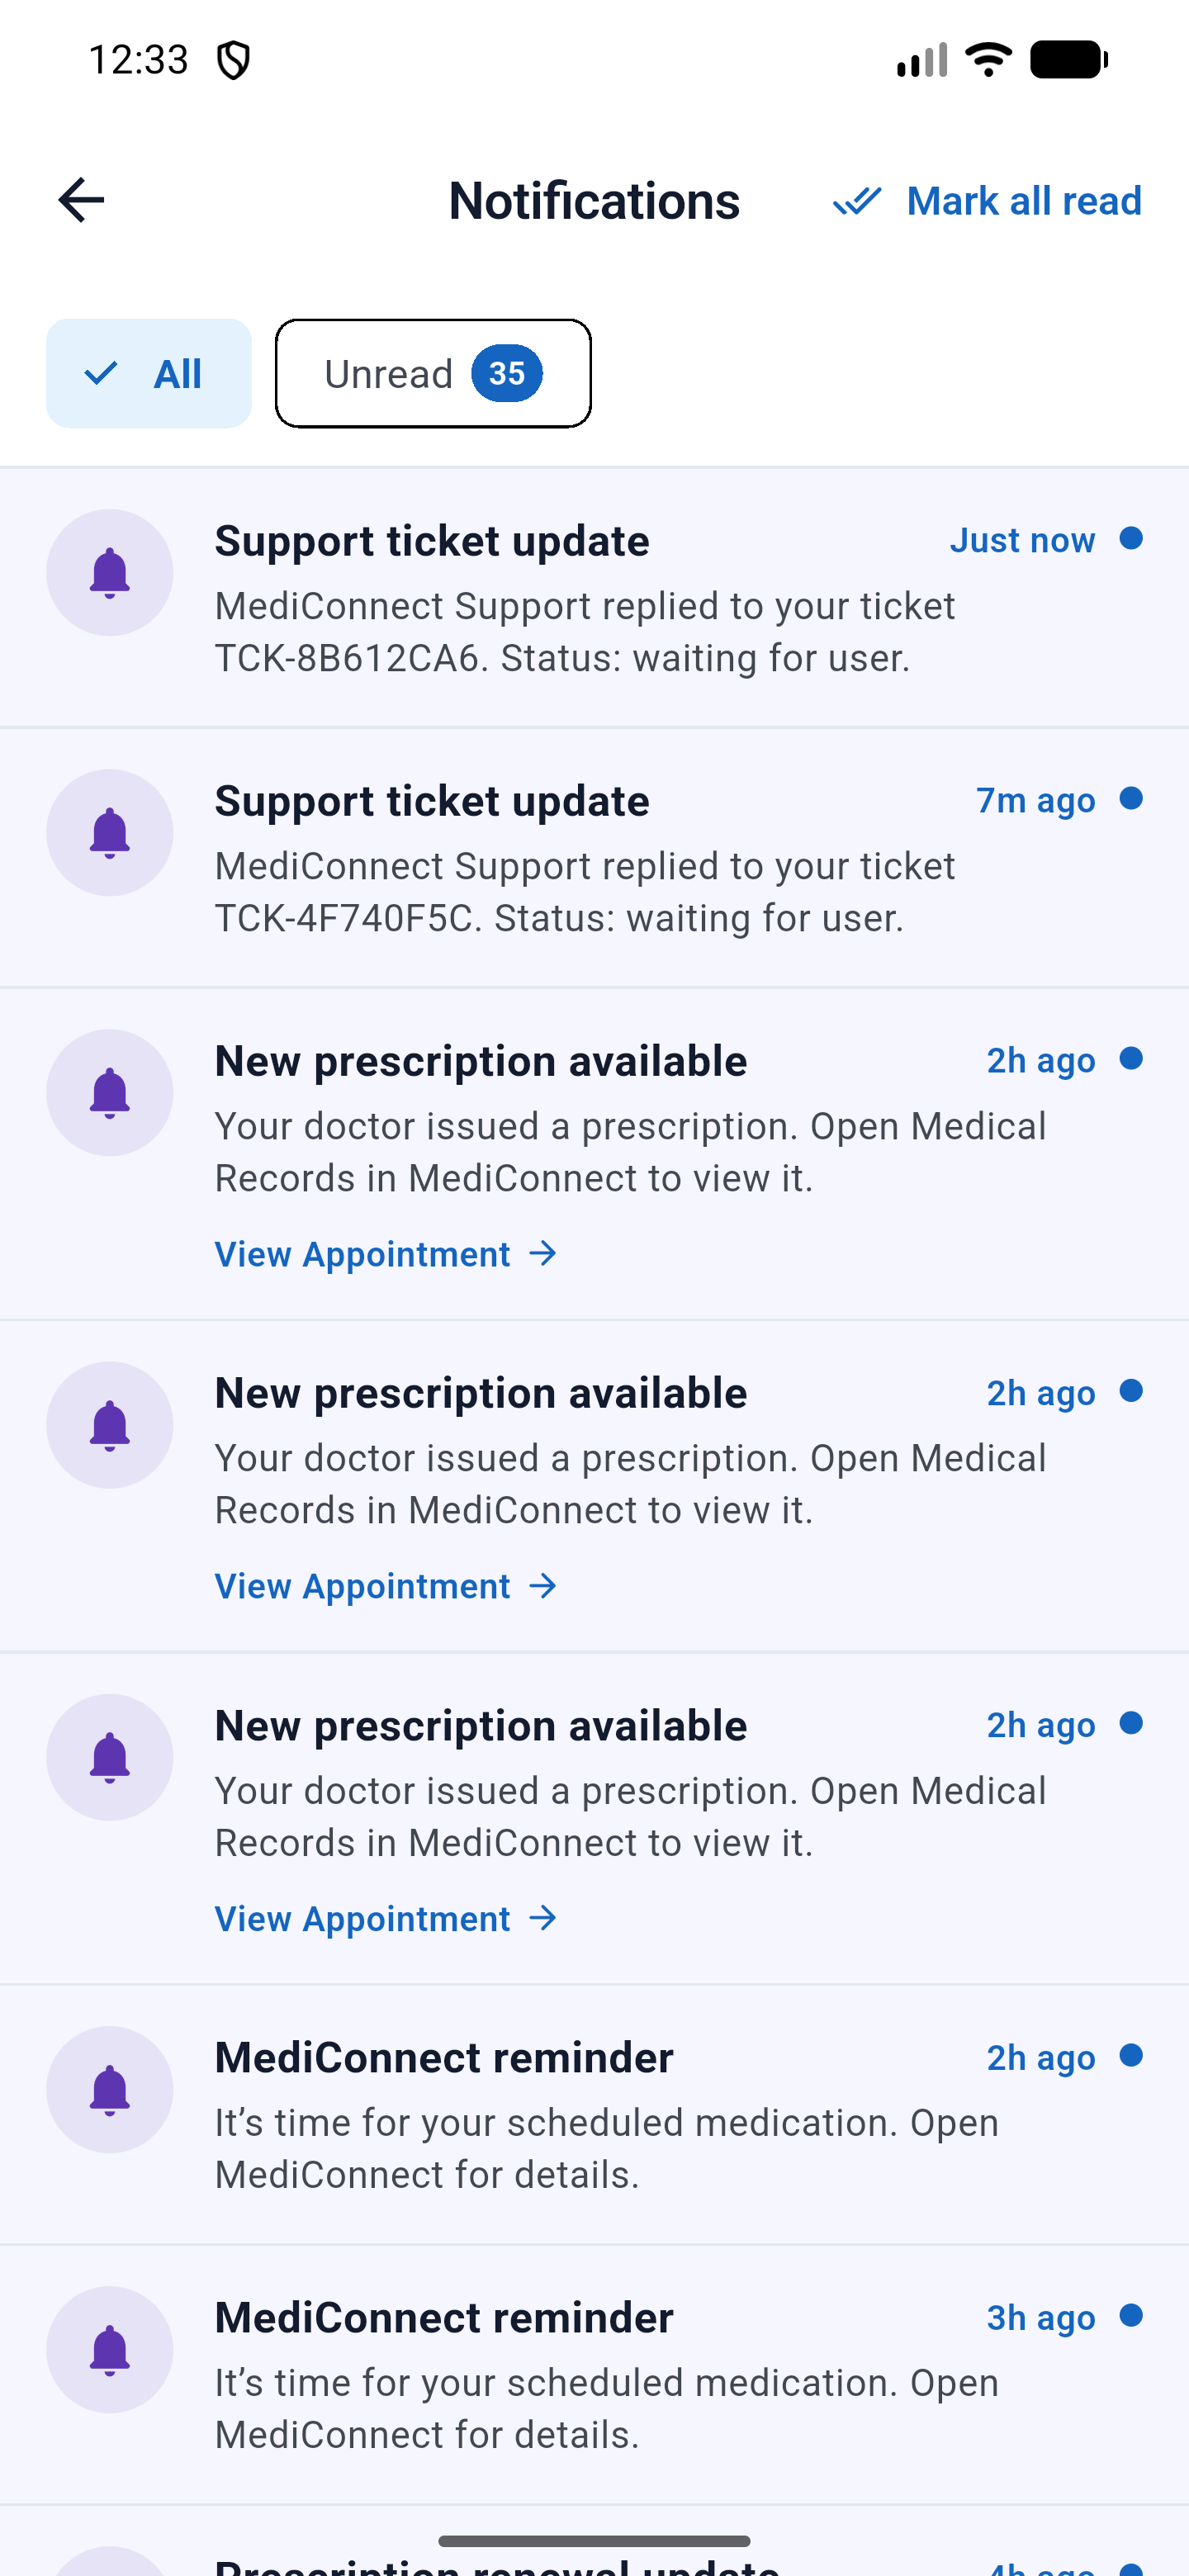 12:33
Notifications
Mark all read
All
Unread 35
Support ticket update
Just now
MediConnect Support replied to your ticket
TCK-8B612CA6. Status: waiting for user.
Support ticket update
7m ago
MediConnect Support replied to your ticket
TCK-4F740F5C. Status: waiting for user.
New prescription available
2h ago
Your doctor issued a prescription. Open Medical
Records in MediConnect to view it.
View Appointment
New prescription available
2h ago
Your doctor issued a prescription. Open Medical
Records in MediConnect to view it.
View Appointment
New prescription available
2h ago
Your doctor issued a prescription. Open Medical
Records in MediConnect to view it.
View Appointment
MediConnect reminder
2h ago
It’s time for your scheduled medication. Open
MediConnect for details.
MediConnect reminder
3h ago
It’s time for your scheduled medication. Open
MediConnect for details.
Prescription renewal update
4h ago